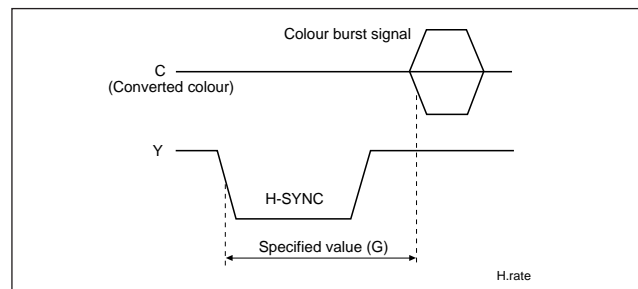 Colour burst signal
C
(Converted colour)
Y
H-SYNC
Specified value (G)
H.rate